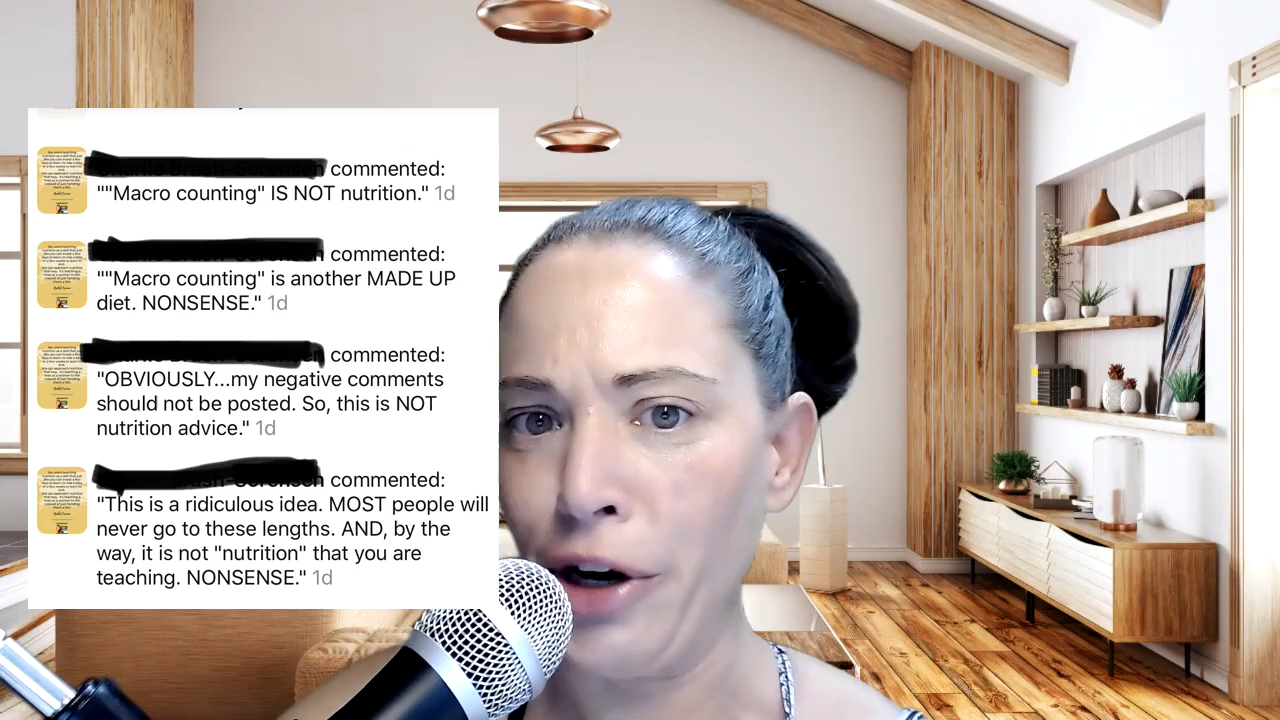 commented:
""Macro counting" IS NOT nutrition." 1d
commented:
""Macro counting" is another MADE UP
diet. NONSENSE." 1d
commented:
"OBVIOUSLY...my negative comments
should not be posted. So, this is NOT
nutrition advice." 1d
commented:
"This is a ridiculous idea. MOST people will
never go to these lengths. AND, by the
way, it is not "nutrition" that you are
teaching. NONSENSE." 1d